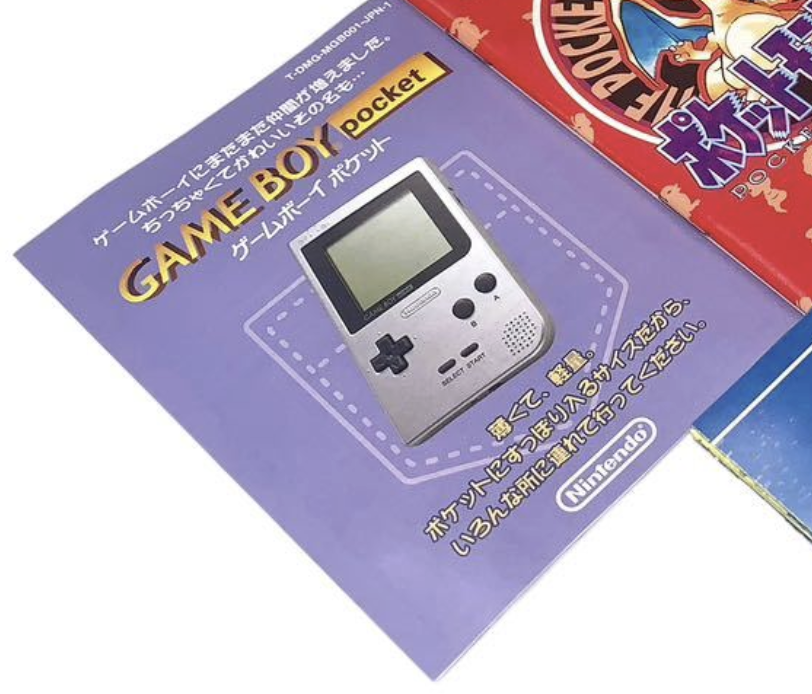 T-DMG-MGB001-JPN-1
ゲームボーイにまたまた仲間が増えました。
ちっちゃくてかわいいその名も…
GAME BOY pocket
ゲームボーイ ポケット
GAME BOY pocket
Nintendo
B A
SELECT START
薄くて、軽量。
ポケットにすっぽり入るサイズだから、
いろんな所に連れて行ってください。
Nintendo
THE POCKE
ポケットモ
POCKE